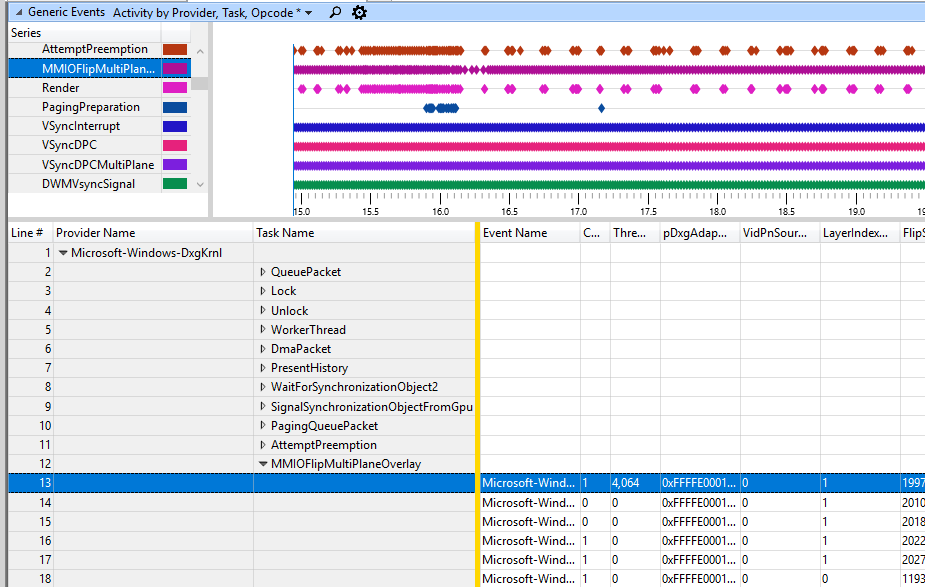 Generic Events Activity by Provider, Task, Opcode *
Series
AttemptPreemption
MMIOFlipMultiPlan...
Render
PagingPreparation
VSyncInterrupt
VSyncDPC
VSyncDPCMultiPlane
DWMVsyncSignal
15.0 15.5 16.0 16.5 17.0 17.5 18.0 18.5 19.0 19
Line # Provider Name Task Name Event Name C... Thre... pDxgAdap... VidPnSour... LayerIndex... FlipS
1 Microsoft-Windows-DxgKrnl
2 QueuePacket
3 Lock
4 Unlock
5 WorkerThread
6 DmaPacket
7 PresentHistory
8 WaitForSynchronizationObject2
9 SignalSynchronizationObjectFromGpu
10 PagingQueuePacket
11 AttemptPreemption
12 MMIOFlipMultiPlaneOverlay
13 Microsoft-Wind... 1 4,064 0xFFFFE0001... 0 1 1997
14 Microsoft-Wind... 0 0 0xFFFFE0001... 0 1 2010
15 Microsoft-Wind... 0 0 0xFFFFE0001... 0 1 2018
16 Microsoft-Wind... 1 0 0xFFFFE0001... 0 1 2022
17 Microsoft-Wind... 1 0 0xFFFFE0001... 0 1 2027
18 Microsoft-Wind... 1 0 0xFFFFE0001... 0 0 1193